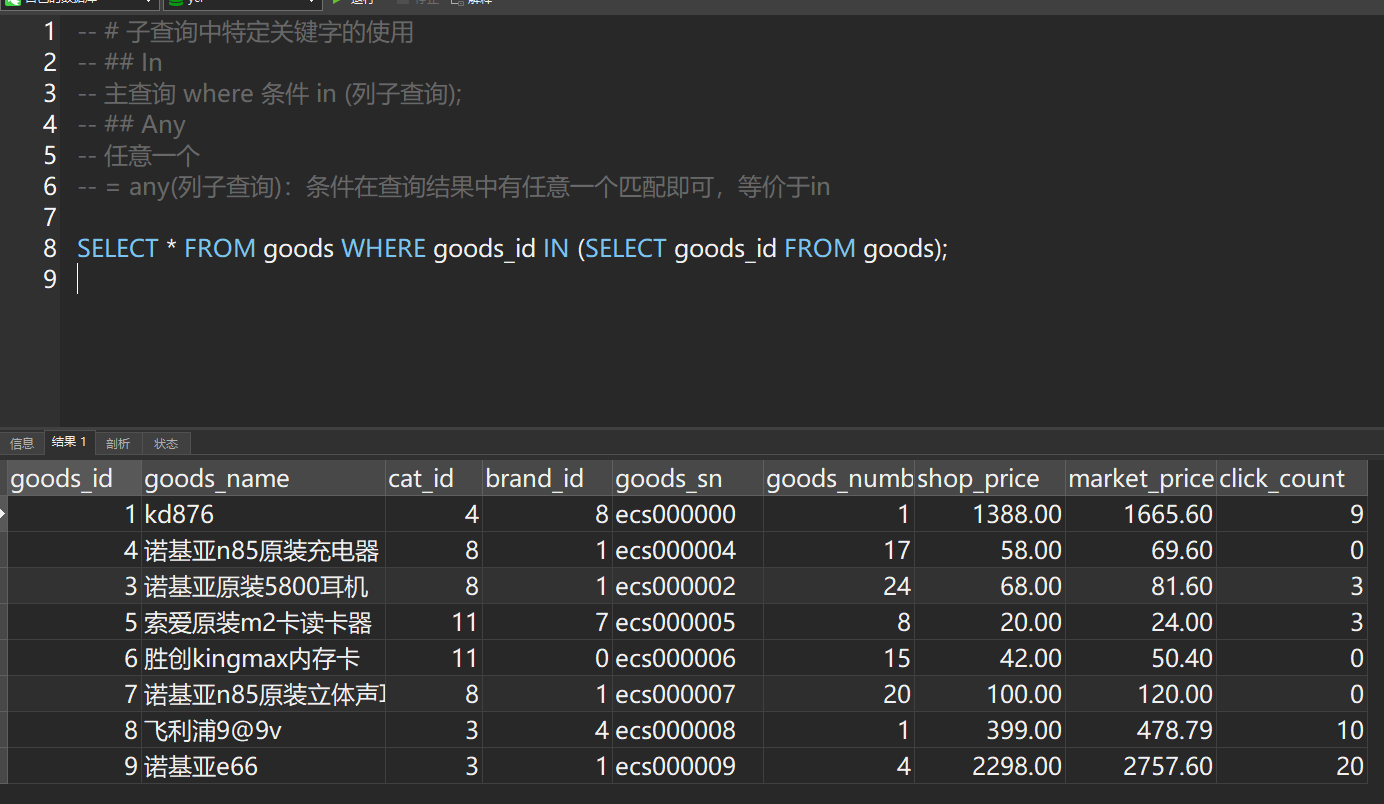 1 -- # 子查询中特定关键字的使用
2 -- ## In
3 -- 主查询 where 条件 in (列子查询);
4 -- ## Any
5 -- 任意一个
6 -- = any(列子查询)：条件在查询结果中有任意一个匹配即可，等价于in
7
8 SELECT * FROM goods WHERE goods_id IN (SELECT goods_id FROM goods);
9
信息 结果 1 剖析 状态
goods_id goods_name cat_id brand_id goods_sn goods_numb shop_price market_price click_count
1 kd876 4 8 ecs000000 1 1388.00 1665.60 9
4 诺基亚n85原装充电器 8 1 ecs000004 17 58.00 69.60 0
3 诺基亚原装5800耳机 8 1 ecs000002 24 68.00 81.60 3
5 索爱原装m2卡读卡器 11 7 ecs000005 8 20.00 24.00 3
6 胜创kingmax内存卡 11 0 ecs000006 15 42.00 50.40 0
7 诺基亚n85原装立体声 8 1 ecs000007 20 100.00 120.00 0
8 飞利浦9@9v 3 4 ecs000008 1 399.00 478.79 10
9 诺基亚e66 3 1 ecs000009 4 2298.00 2757.60 20